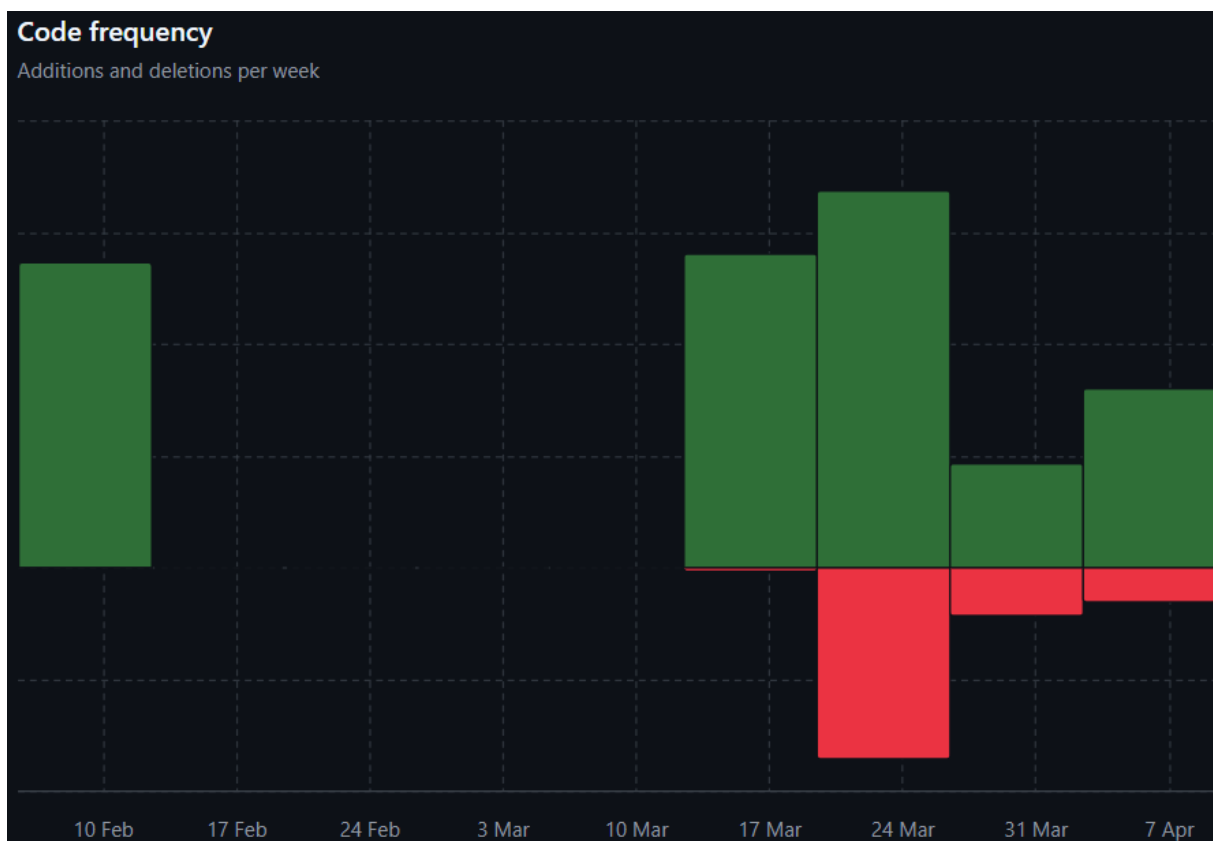 Code frequency
Additions and deletions per week
10 Feb 17 Feb 24 Feb 3 Mar 10 Mar 17 Mar 24 Mar 31 Mar 7 Apr